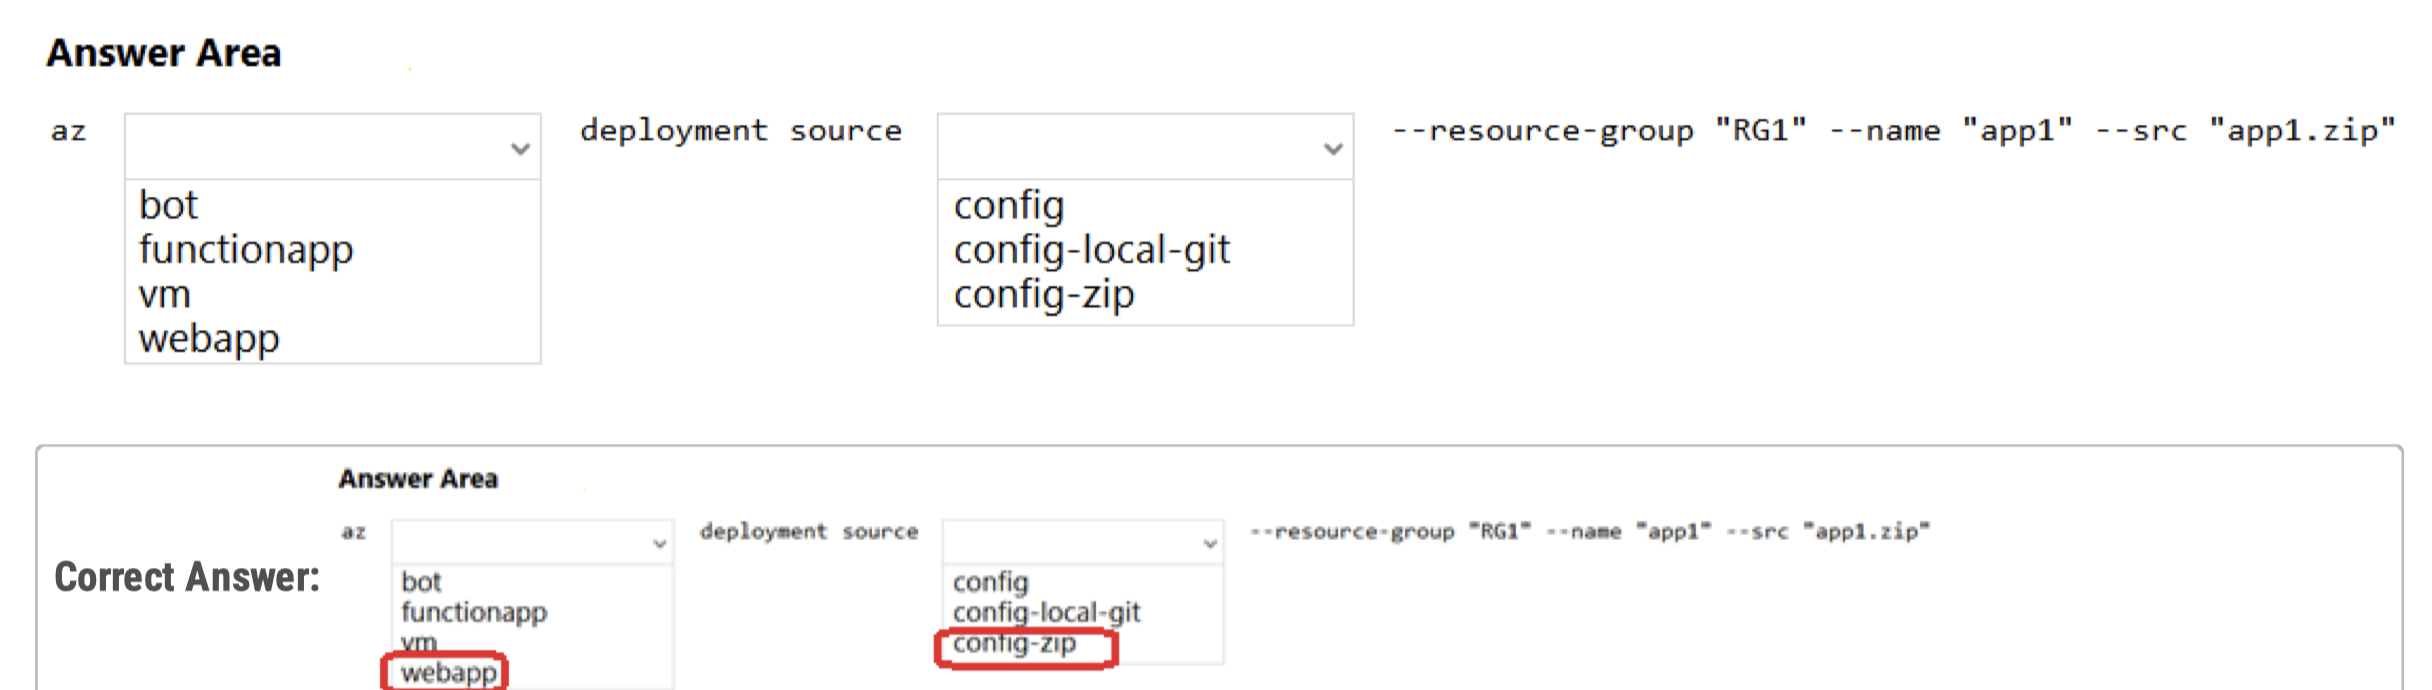 Answer Area
az deployment source --resource-group "RG1" --name "app1" --src "app1.zip"
bot
functionapp
vm
webapp
config
config-local-git
config-zip
Correct Answer:
Answer Area
az deployment source --resource-group "RG1" --name "app1" --src "app1.zip"
bot
functionapp
vm
webapp
config
config-local-git
config-zip